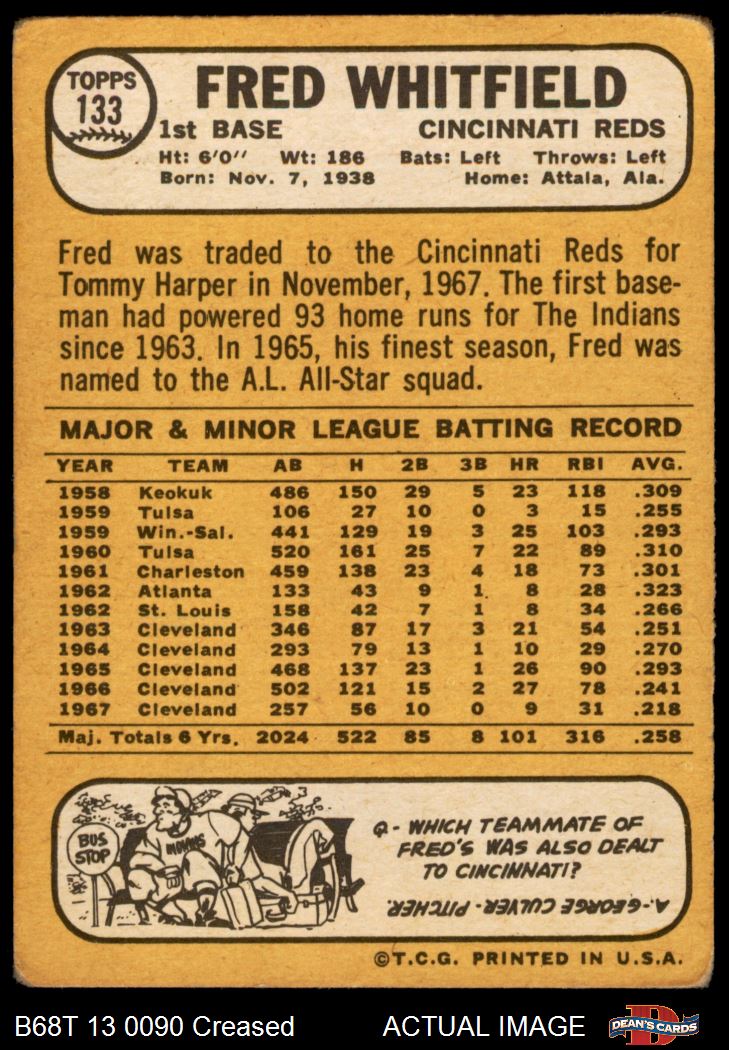 TOPPS
133
FRED WHITFIELD
1st BASE CINCINNATI REDS
Ht: 6'0" Wt: 186 Bats: Left Throws: Left
Born: Nov. 7, 1938 Home: Attala, Ala.
Fred was traded to the Cincinnati Reds for
Tommy Harper in November, 1967. The first base-
man had powered 93 home runs for The Indians
since 1963. In 1965, his finest season, Fred was
named to the A.L. All-Star squad.
MAJOR & MINOR LEAGUE BATTING RECORD
YEAR TEAM AB H 2B 3B HR RBI AVG.
1958 Keokuk 486 150 29 5 23 118 .309
1959 Tulsa 106 27 10 0 3 15 .255
1959 Win.-Sal. 441 129 19 3 25 103 .293
1960 Tulsa 520 161 25 7 22 89 .310
1961 Charleston 459 138 23 4 18 73 .301
1962 Atlanta 133 43 9 1 8 28 .323
1962 St. Louis 158 42 7 1 8 34 .266
1963 Cleveland 346 87 17 3 21 54 .251
1964 Cleveland 293 79 13 1 10 29 .270
1965 Cleveland 468 137 23 1 26 90 .293
1966 Cleveland 502 121 15 2 27 78 .241
1967 Cleveland 257 56 10 0 9 31 .218
Maj. Totals 6 Yrs. 2024 522 85 8 101 316 .258
BUS
STOP
INDIANS
Q- WHICH TEAMMATE OF
FRED'S WAS ALSO DEALT
TO CINCINNATI?
A-GEORGE CULVER-PITCHER.
©T.C.G. PRINTED IN U.S.A.
B68T 13 0090 Creased ACTUAL IMAGE
D
DEAN'S CARDS